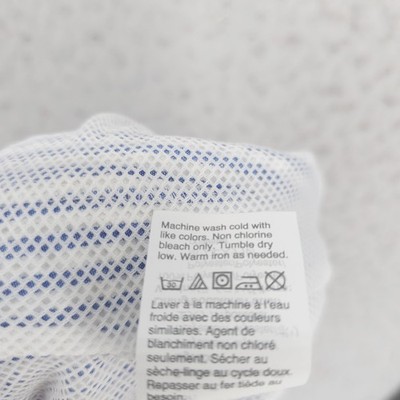 Machine wash cold with
like colors. Non chlorine
bleach only. Tumble dry
low. Warm iron as needed.
Laver à la machine à l'eau
froide avec des couleurs
similaires. Agent de
blanchiment non chloré
seulement. Sécher au
sèche-linge au cycle doux.
Repasser au fer tiède au
besoin.